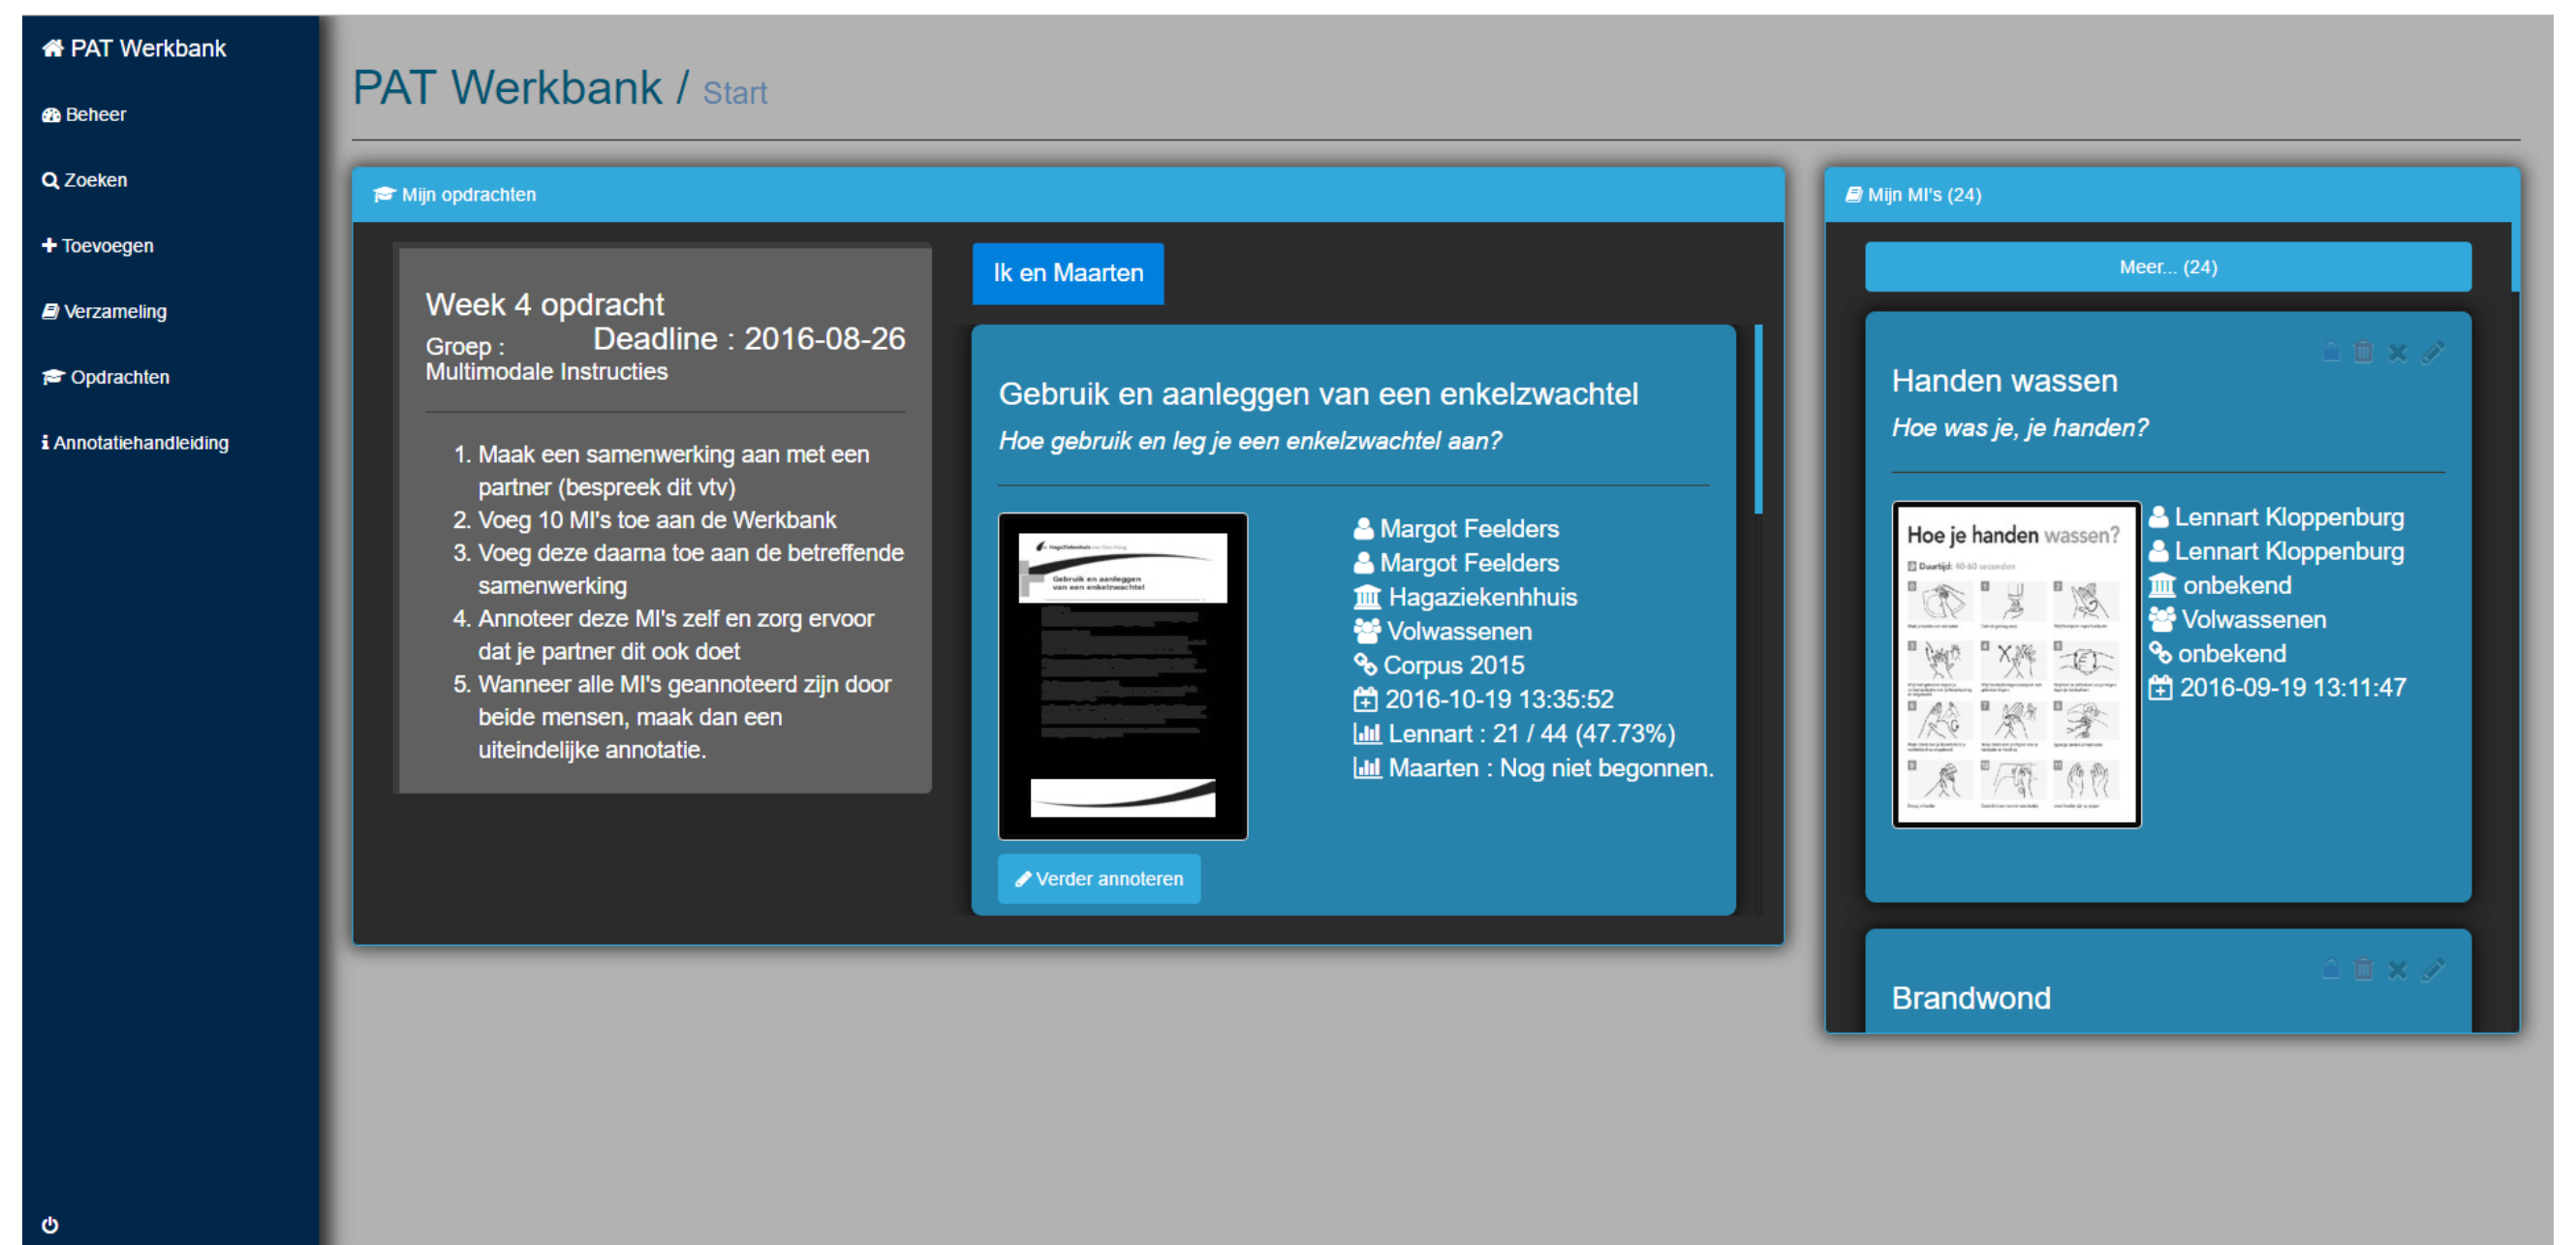 PAT Werkbank
Beheer
Zoeken
Toevoegen
Verzameling
Opdrachten
Annotatiehandleiding
PAT Werkbank / Start
Mijn opdrachten
Week 4 opdracht
Deadline : 2016-08-26
Groep :
Multimodale Instructies
1. Maak een samenwerking aan met een
partner (bespreek dit vtv)
2. Voeg 10 MI's toe aan de Werkbank
3. Voeg deze daarna toe aan de betreffende
samenwerking
4. Annoteer deze MI's zelf en zorg ervoor
dat je partner dit ook doet
5. Wanneer alle MI's geannoteerd zijn door
beide mensen, maak dan een
uiteindelijke annotatie.
Ik en Maarten
Gebruik en aanleggen van een enkelzwachtel
Hoe gebruik en leg je een enkelzwachtel aan?
HagaZiekenhuis van Den Haag
Gebruik en aanleggen
van een enkelzwachtel
Margot Feelders
Margot Feelders
Hagaziekenhhuis
Volwassenen
Corpus 2015
2016-10-19 13:35:52
Lennart : 21 / 44 (47.73%)
Maarten : Nog niet begonnen.
Verder annoteren
Mijn MI's (24)
Meer... (24)
Handen wassen
Hoe was je, je handen?
Hoe je handen wassen?
Duurtijd: 40-60 seconden
Lennart Kloppenburg
Lennart Kloppenburg
onbekend
Volwassenen
onbekend
2016-09-19 13:11:47
Brandwond